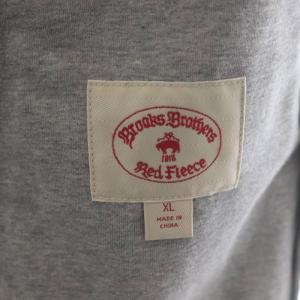 Brooks Brothers
1818
Red Fleece
XL
MADE IN
CHINA